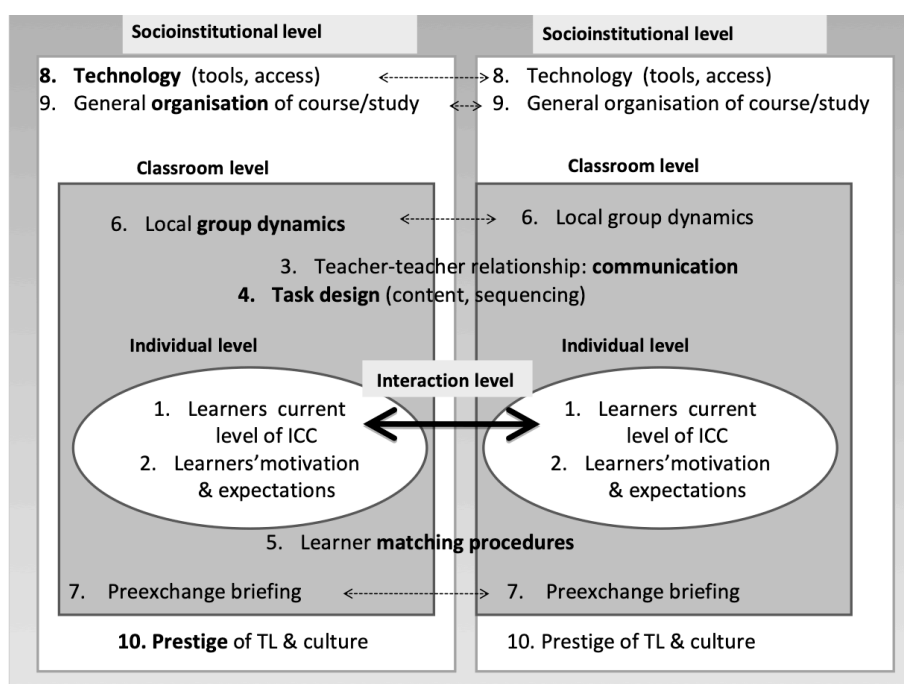 Socioinstitutional level
Socioinstitutional level
8. Technology (tools, access)
8. Technology (tools, access)
9. General organisation of course/study
9. General organisation of course/study
Classroom level
Classroom level
6. Local group dynamics
6. Local group dynamics
3. Teacher-teacher relationship: communication
4. Task design (content, sequencing)
Individual level
Individual level
Interaction level
1. Learners current
level of ICC
2. Learners'motivation
& expectations
1. Learners current
level of ICC
2. Learners'motivation
& expectations
5. Learner matching procedures
7. Preexchange briefing
7. Preexchange briefing
10. Prestige of TL & culture
10. Prestige of TL & culture